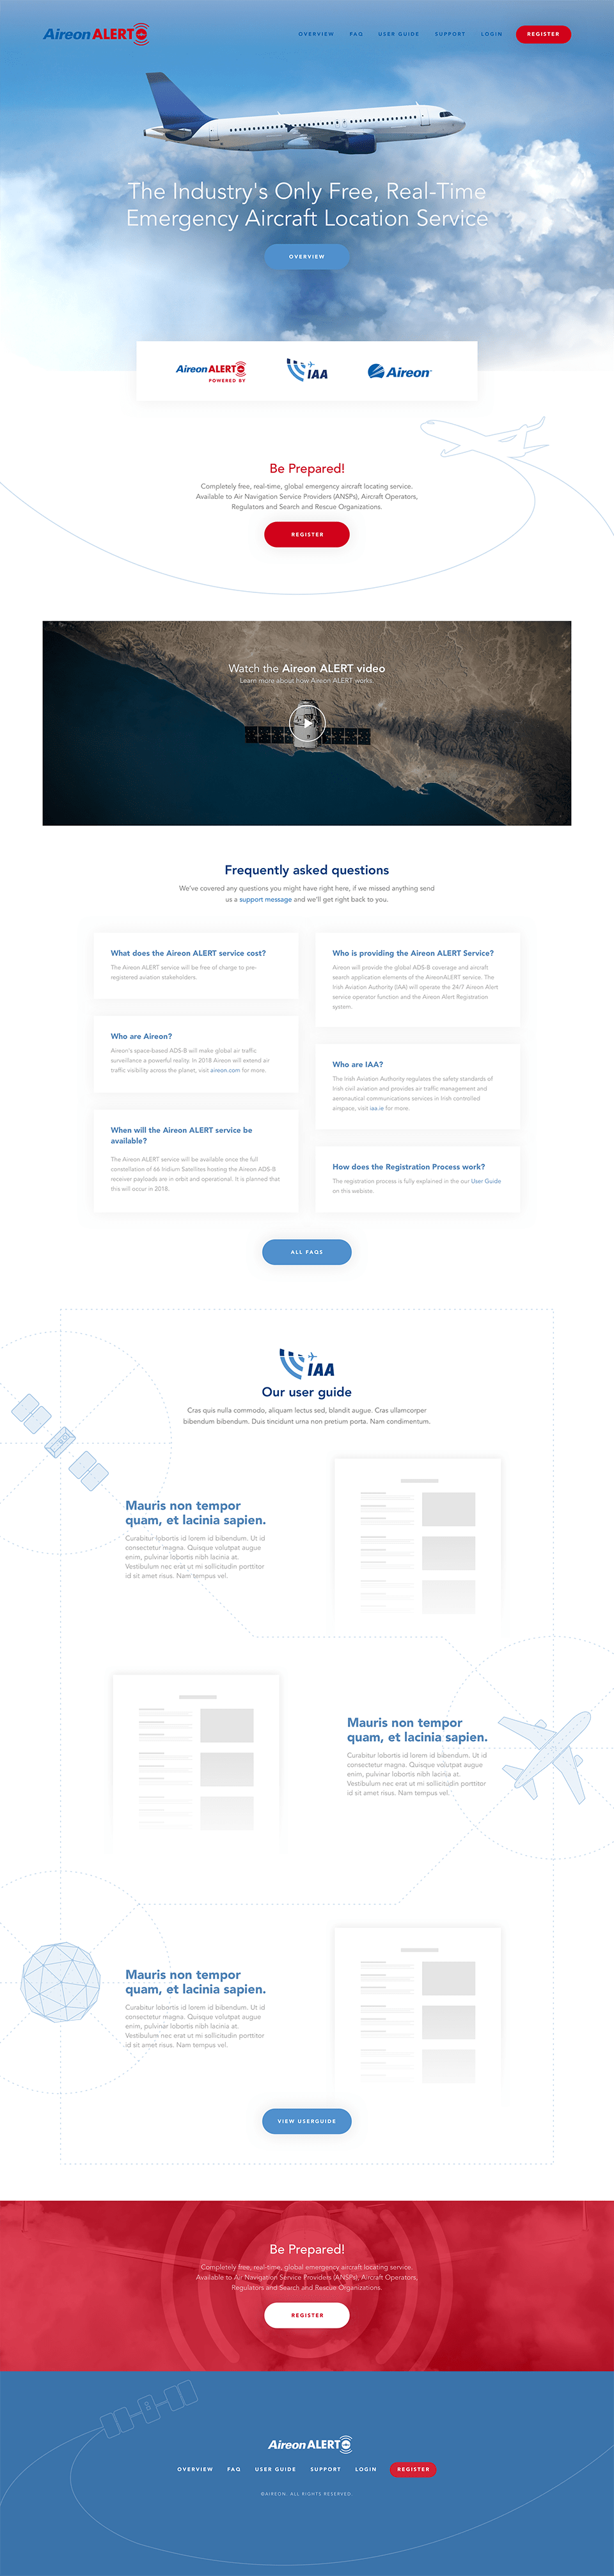 Aireon ALERT
OVERVIEW FAQ USER GUIDE SUPPORT LOGIN REGISTER
The Industry's Only Free, Real-Time
Emergency Aircraft Location Service
OVERVIEW
Aireon ALERT
POWERED BY
IAA
Aireon
Be Prepared!
Completely free, real-time, global emergency aircraft locating service.
Available to Air Navigation Service Providers (ANSPs), Aircraft Operators,
Regulators and Search and Rescue Organizations.
REGISTER
Watch the Aireon ALERT video
Learn more about how Aireon ALERT works.
Frequently asked questions
We've covered any questions you might have right here, if we missed anything send
us a support message and we'll get right back to you.
What does the Aireon ALERT service cost?
The Aireon ALERT service will be free of charge to pre-
registered aviation stakeholders.
Who are Aireon?
Aireon's space-based ADS-B will make global air traffic
surveillance a powerful reality. In 2018 Aireon will extend air
traffic visibility across the planet, visit aireon.com for more.
When will the Aireon ALERT service be
available?
The Aireon ALERT service will be available once the full
constellation of 66 Iridium Satellites hosting the Aireon ADS-B
receiver payloads are in orbit and operational. It is planned that
this will occur in 2018.
Who is providing the Aireon ALERT Service?
Aireon will provide the global ADS-B coverage and aircraft
search application elements of the AireonALERT service. The
Irish Aviation Authority (IAA) will operate the 24/7 Aireon Alert
service operator function and the Aireon Alert Registration
system.
Who are IAA?
The Irish Aviation Authority regulates the safety standards of
Irish civil aviation and provides air traffic management and
aeronautical communications services in Irish controlled
airspace, visit iaa.ie for more.
How does the Registration Process work?
The registration process is fully explained in the our User Guide
on this website.
ALL FAQS
IAA
Our user guide
Cras quis nulla commodo, aliquam lectus sed, blandit augue. Cras ullamcorper
bibendum bibendum. Duis tincidunt urna non pretium porta. Nam condimentum.
Mauris non tempor
quam, et lacinia sapien.
Curabitur lobortis id lorem id bibendum. Ut id
consectetur magna. Quisque volutpat augue
enim, pulvinar lobortis nibh lacinia at.
Vestibulum nec erat ut mi sollicitudin porttitor
id sit amet risus. Nam tempus vel.
Mauris non tempor
quam, et lacinia sapien.
Curabitur lobortis id lorem id bibendum. Ut id
consectetur magna. Quisque volutpat augue
enim, pulvinar lobortis nibh lacinia at.
Vestibulum nec erat ut mi sollicitudin porttitor
id sit amet risus. Nam tempus vel.
Mauris non tempor
quam, et lacinia sapien.
Curabitur lobortis id lorem id bibendum. Ut id
consectetur magna. Quisque volutpat augue
enim, pulvinar lobortis nibh lacinia at.
Vestibulum nec erat ut mi sollicitudin porttitor
id sit amet risus. Nam tempus vel.
VIEW USERGUIDE
Be Prepared!
Completely free, real-time, global emergency aircraft locating service.
Available to Air Navigation Service Providers (ANSPs), Aircraft Operators,
Regulators and Search and Rescue Organizations.
REGISTER
Aireon ALERT
OVERVIEW FAQ USER GUIDE SUPPORT LOGIN REGISTER
©AIREON. ALL RIGHTS RESERVED